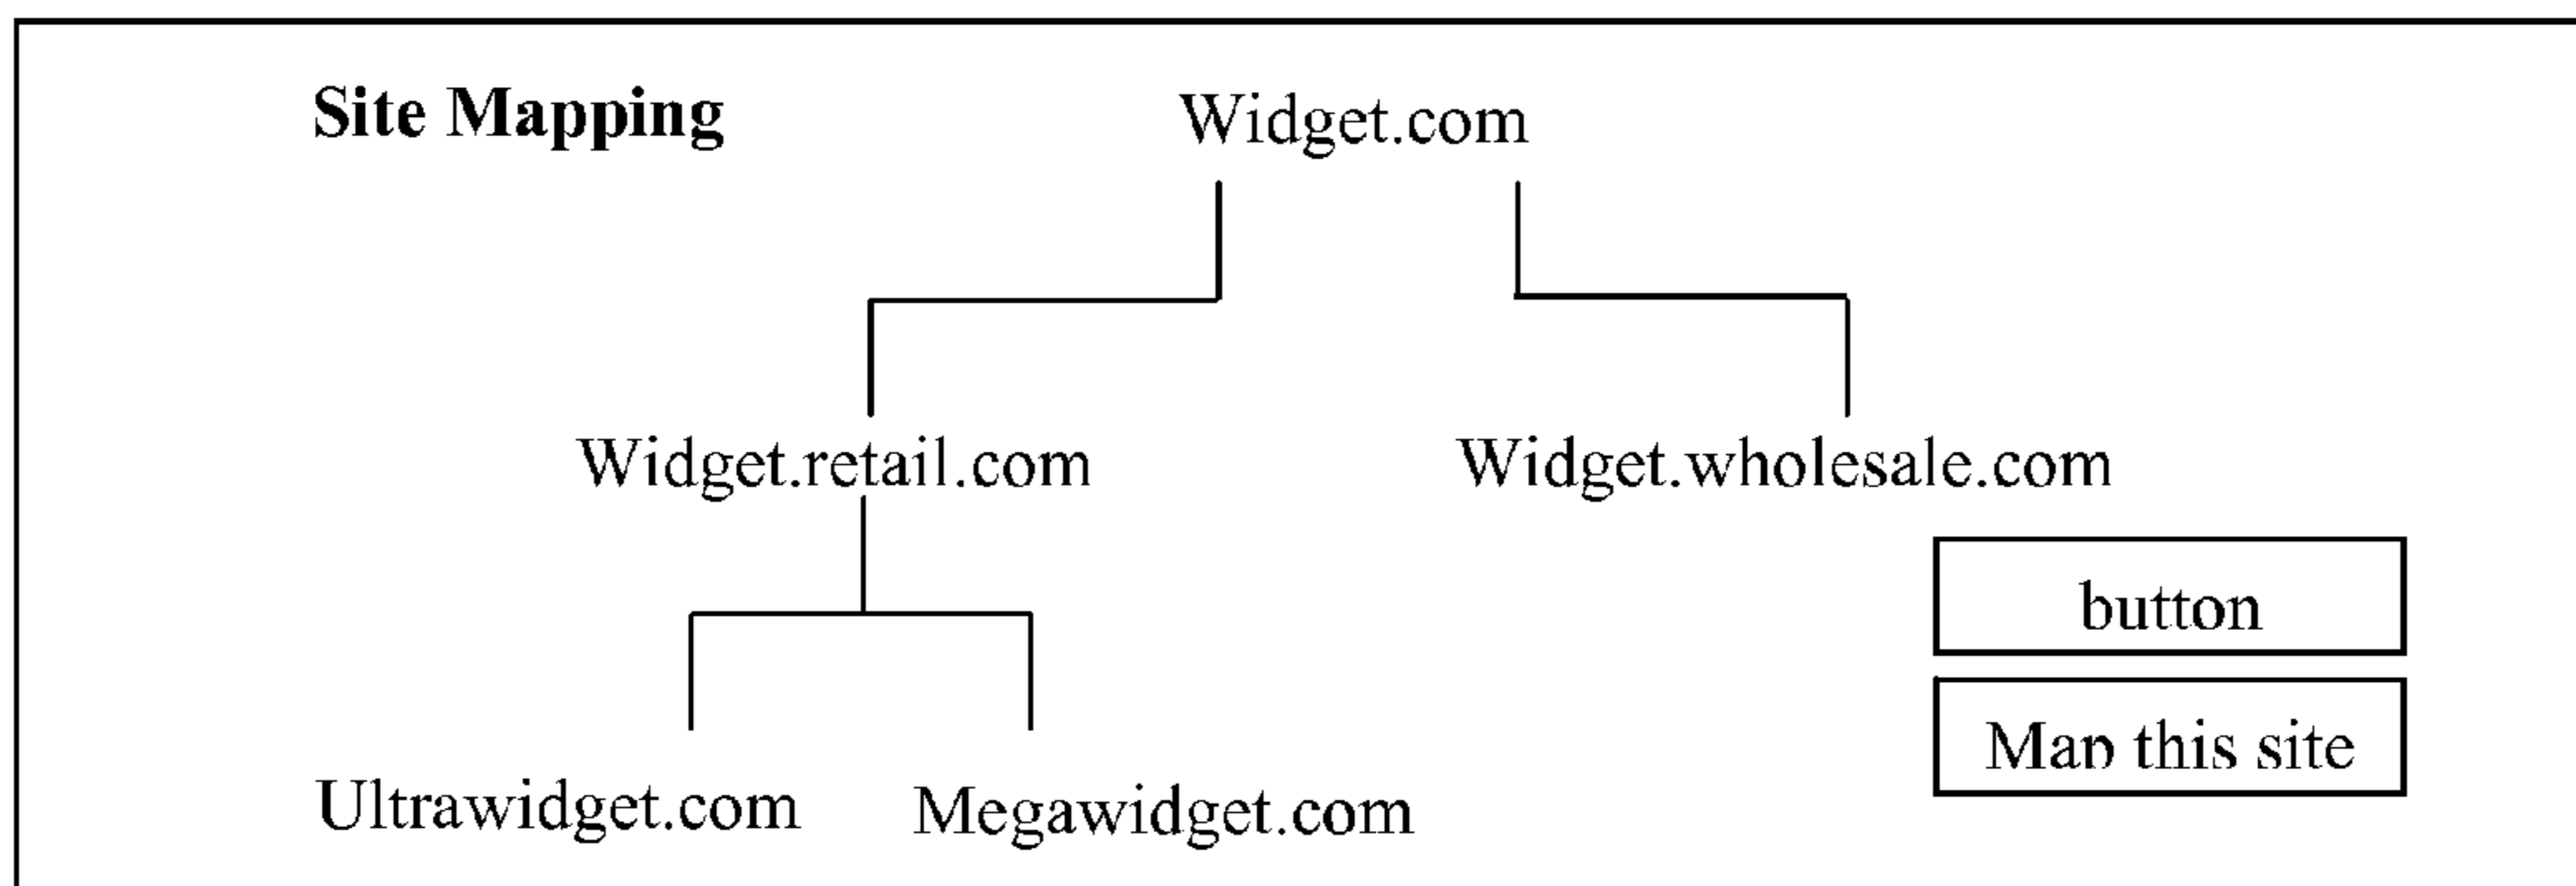 Site Mapping
Widget.com
Widget.retail.com
Widget.wholesale.com
button
Map this site
Ultrawidget.com
Megawidget.com